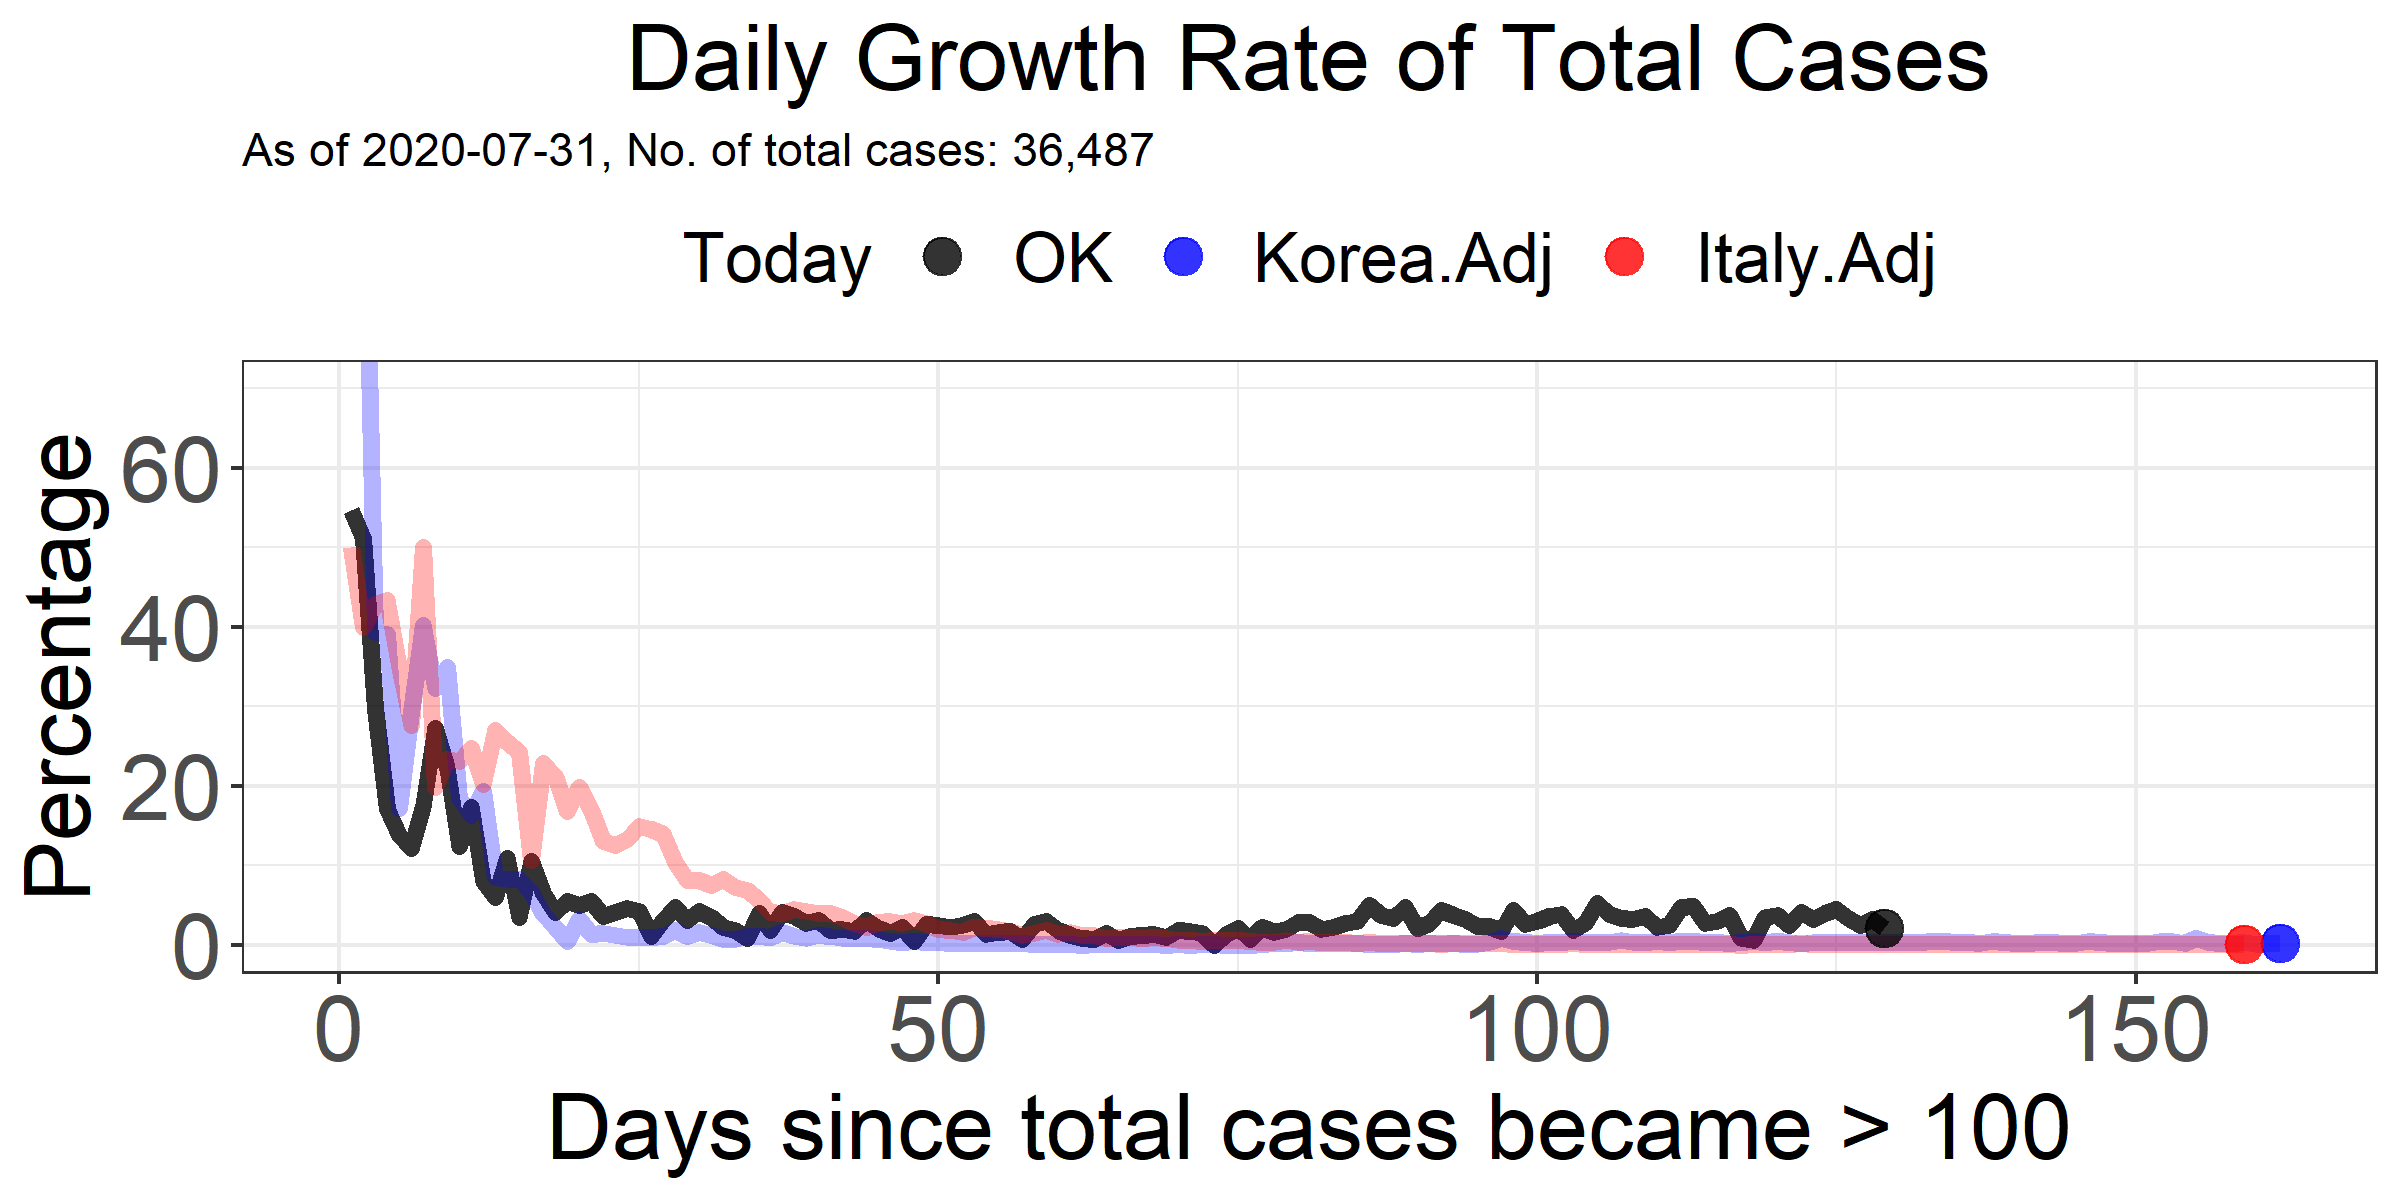 Daily Growth Rate of Total Cases
As of 2020-07-31, No. of total cases: 36,487
Today OK Korea.Adj Italy.Adj
Percentage
60
40
20
0
0 50 100 150
Days since total cases became > 100